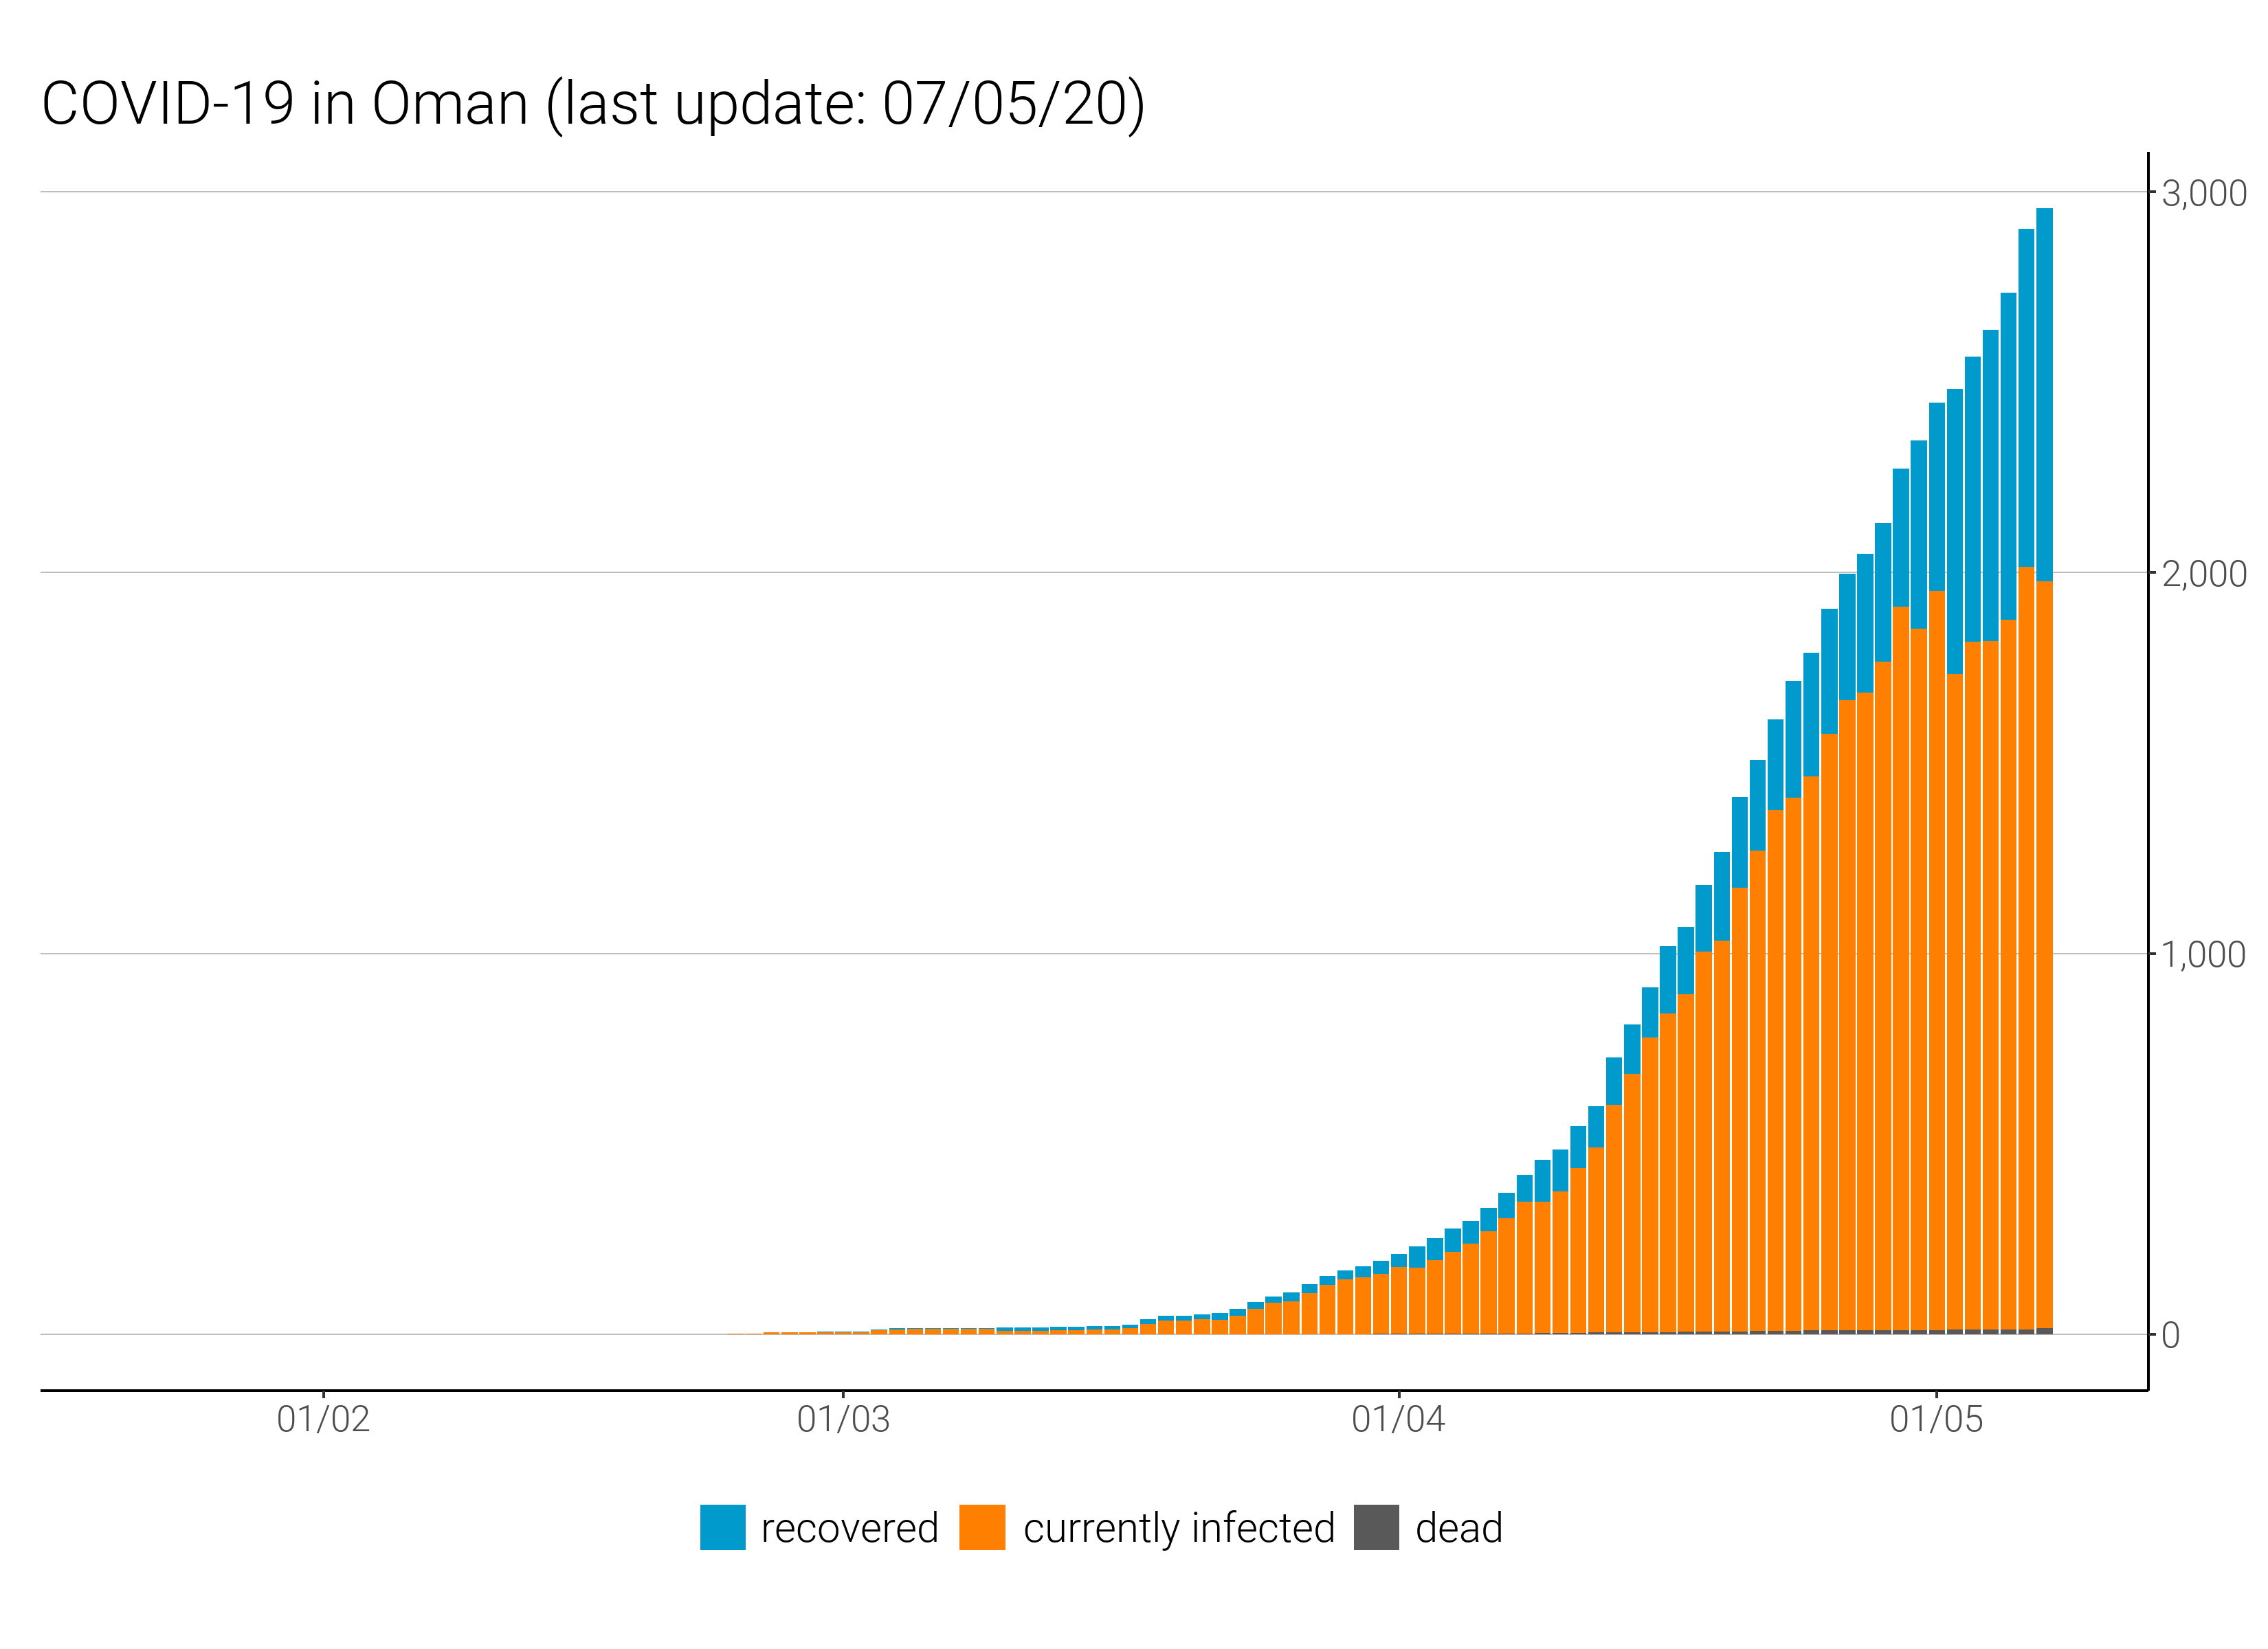 COVID-19 in Oman (last update: 07/05/20)
3,000
2,000
1,000
0
01/02 01/03 01/04 01/05
recovered currently infected dead